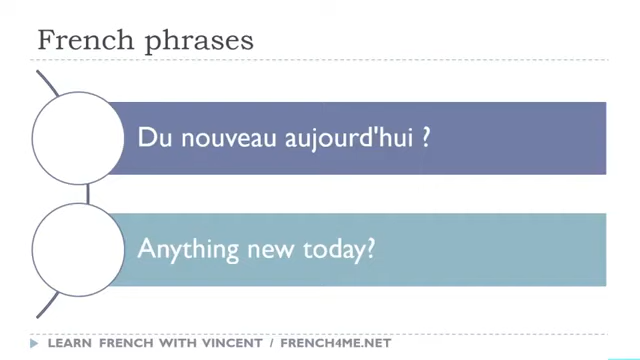 French phrases
Du nouveau aujourd'hui ?
Anything new today?
LEARN FRENCH WITH VINCENT / FRENCH4ME.NET